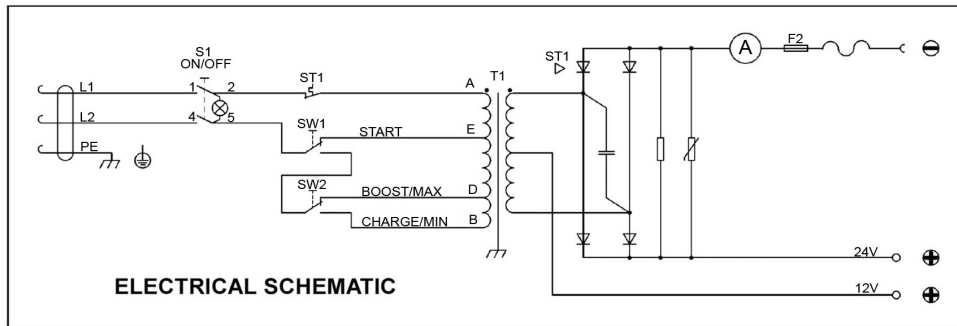 S1
ON/OFF
ST1
L1
1
2
L2
4
5
PE
SW1
START
SW2
BOOST/MAX
CHARGE/MIN
A
E
D
B
T1
ST1
A
F2
24V
12V
ELECTRICAL SCHEMATIC